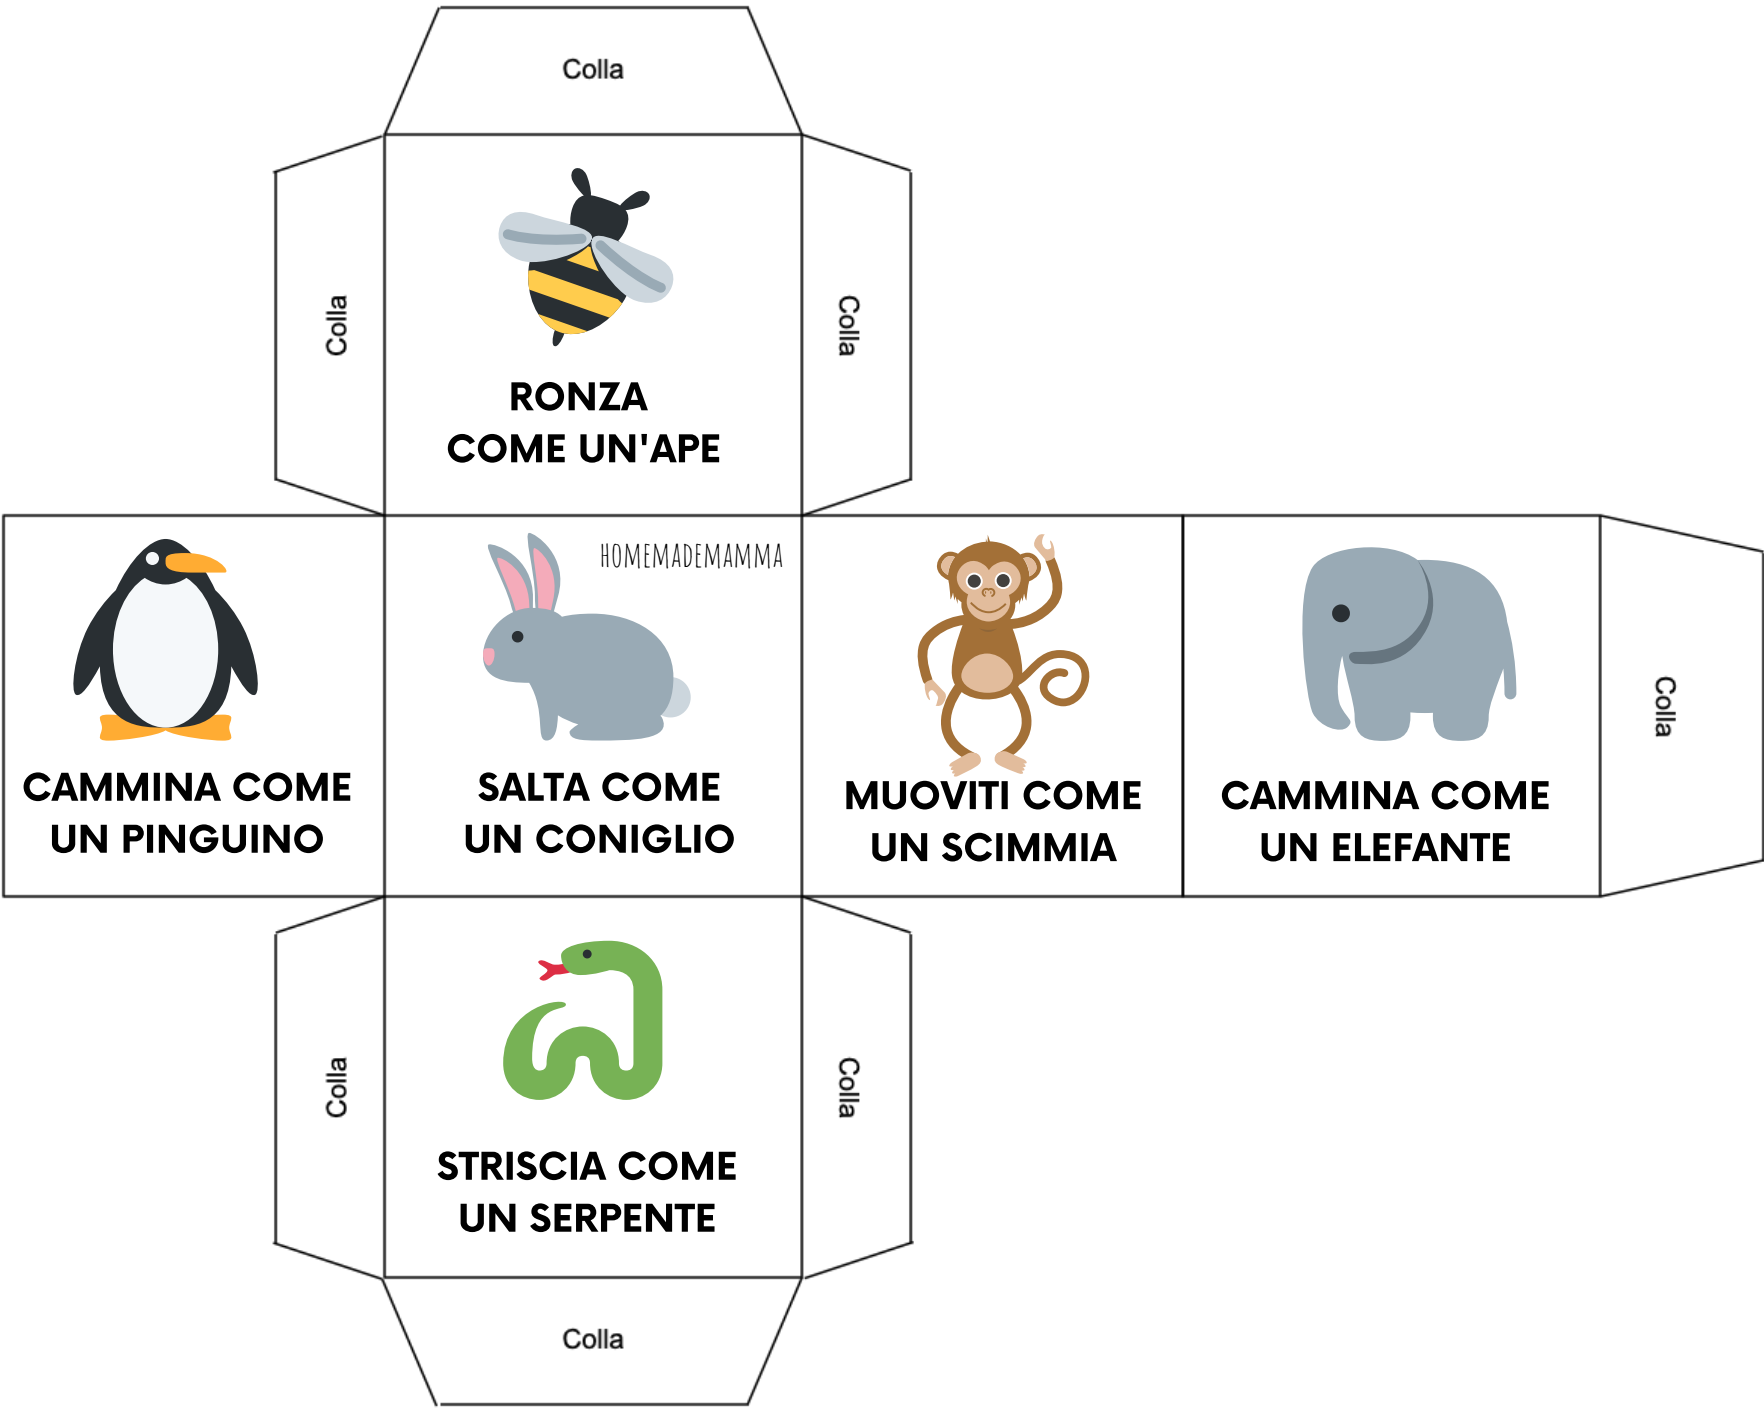 Colla
Colla
Colla
RONZA
COME UN'APE
HOMEMADEMAMMA
CAMMINA COME
UN PINGUINO
SALTA COME
UN CONIGLIO
MUOVITI COME
UN SCIMMIA
CAMMINA COME
UN ELEFANTE
Colla
Colla
Colla
STRISCIA COME
UN SERPENTE
Colla